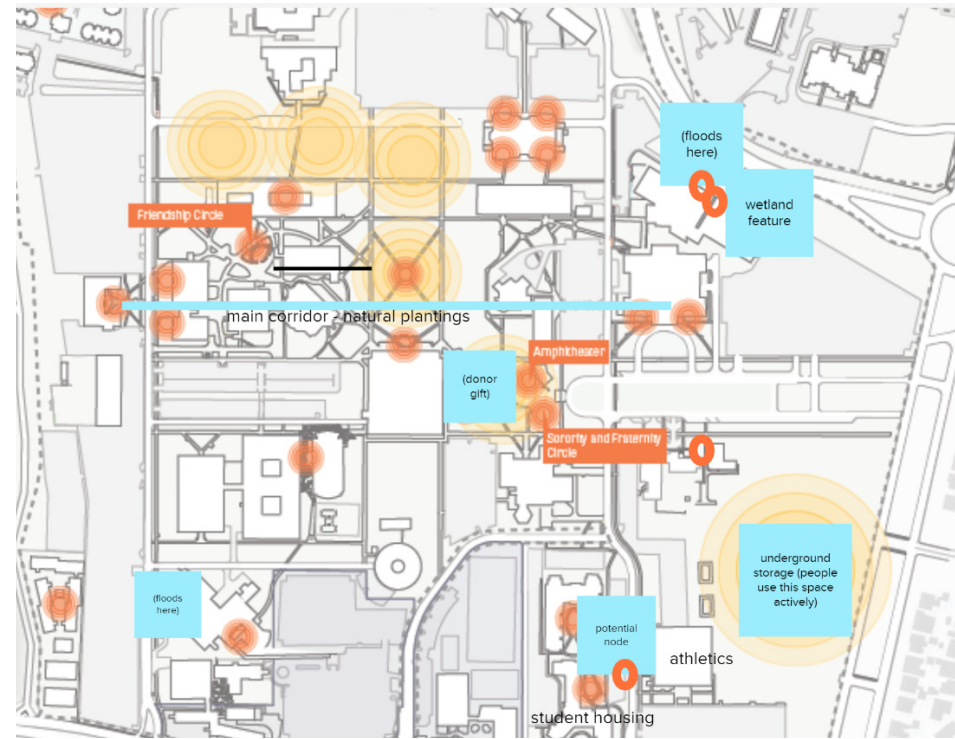 (floods
here)
wetland
feature
Friendship Circle
main corridor - natural plantings
Amphitheater
(donor
gift)
Sorority and Fraternity
Circle
underground
storage (people
use this space
actively)
(floods
here)
potential
node
athletics
student housing